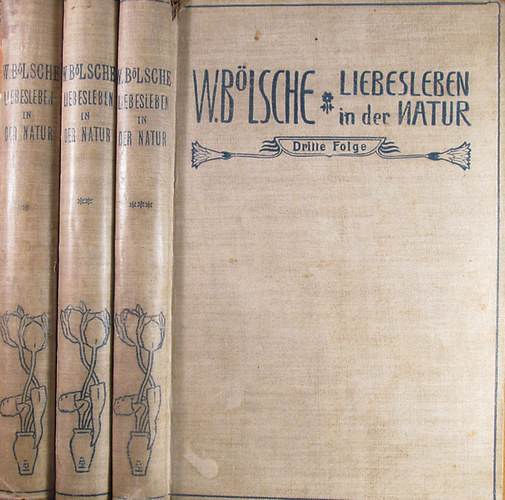 W. BÖLSCHE
LIEBESLEBEN
IN
DER NATUR
*
W. BÖLSCHE
LIEBESLEBEN
IN
DER NATUR
**
W. BÖLSCHE
LIEBESLEBEN
IN
DER NATUR
***
W. BÖLSCHE * LIEBESLEBEN
in der NATUR
Dritte Folge